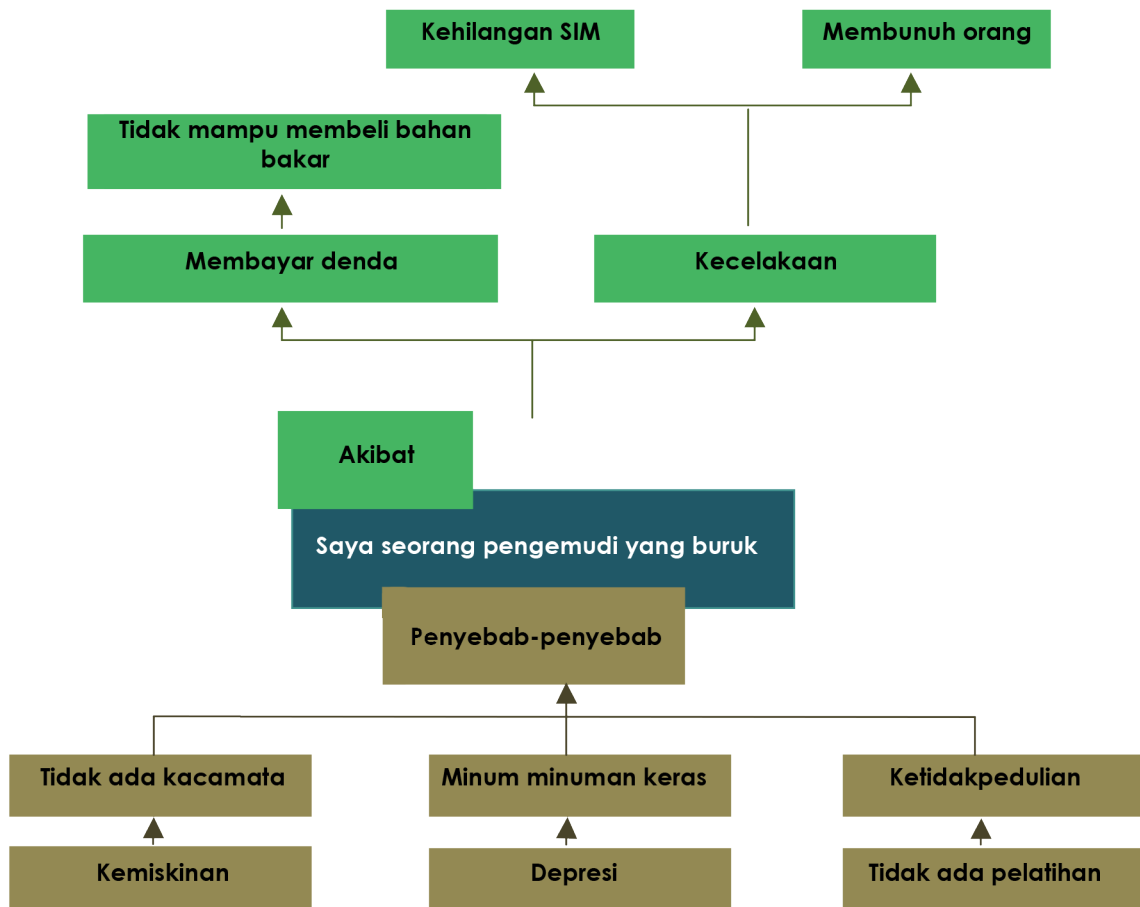 Kehilangan SIM
Membunuh orang
Tidak mampu membeli bahan
bakar
Membayar denda
Kecelakaan
Akibat
Saya seorang pengemudi yang buruk
Penyebab-penyebab
Tidak ada kacamata
Minum minuman keras
Ketidakpedulian
Kemiskinan
Depresi
Tidak ada pelatihan